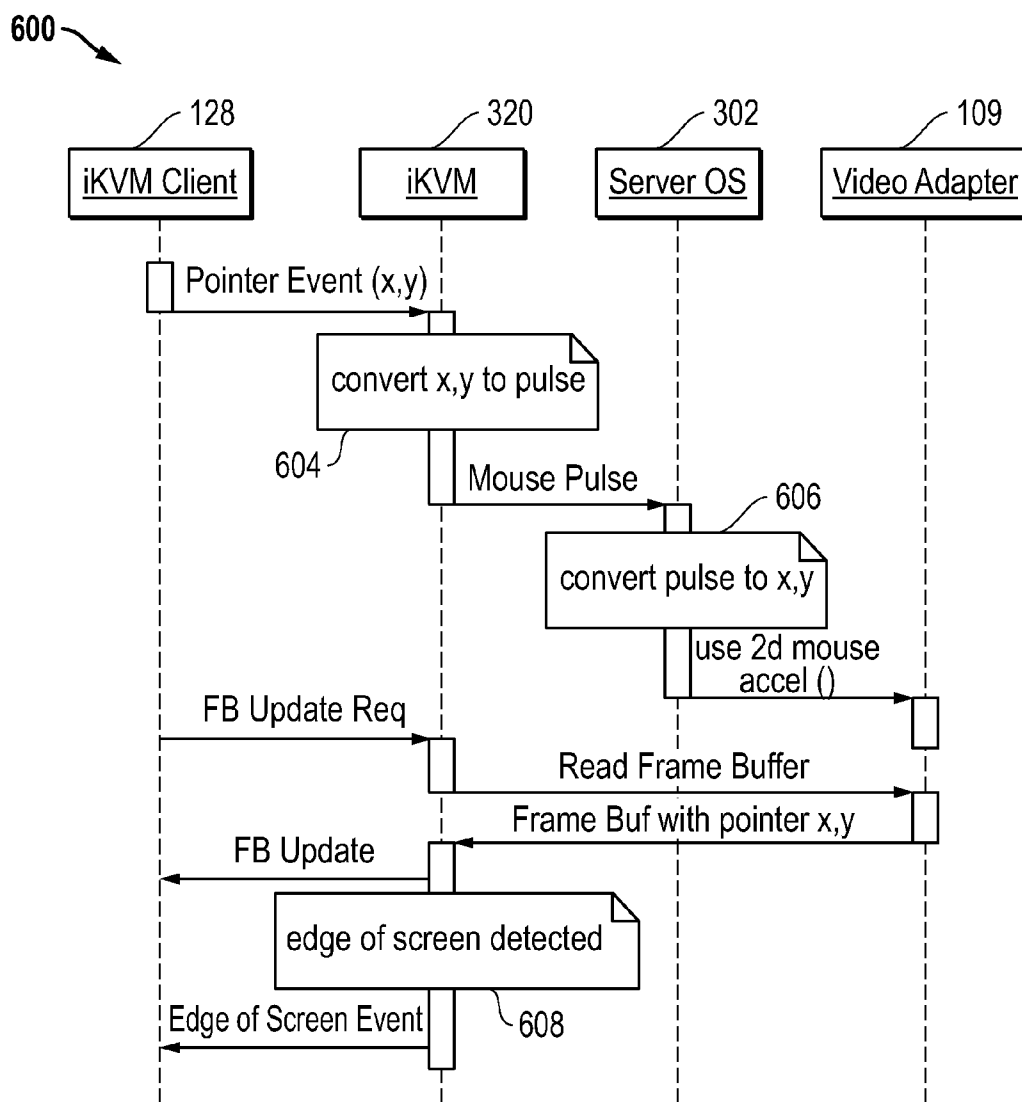 600
128
320
302
109
iKVM Client
iKVM
Server OS
Video Adapter
Pointer Event (x,y)
convert x,y to pulse
604
Mouse Pulse
606
convert pulse to x,y
use 2d mouse
accel ()
FB Update Req
Read Frame Buffer
Frame Buf with pointer x,y
FB Update
edge of screen detected
608
Edge of Screen Event